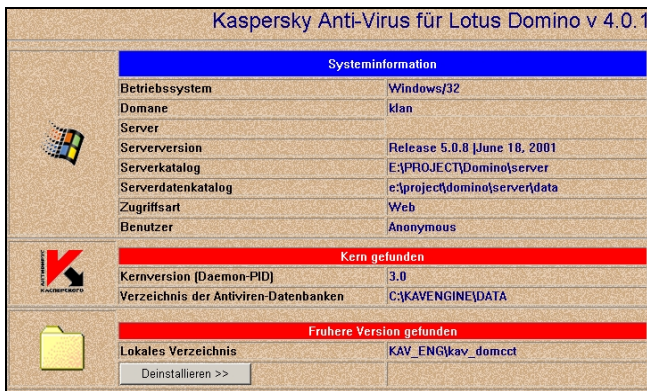 Kaspersky Anti-Virus für Lotus Domino v 4.0.1
Systeminformation
Betriebssystem Windows/32
Domane klan
Server
Serverversion Release 5.0.8 |June 18, 2001
Serverkatalog E:\PROJECT\Domino\server
Serverdatenkatalog e:\project\domino\server\data
Zugriffsart Web
Benutzer Anonymous
Kern gefunden
Kernversion (Daemon-PID) 3.0
Verzeichnis der Antiviren-Datenbanken C:\KAVENGINE\DATA
Fruhere Version gefunden
Lokales Verzeichnis KAV_ENG\kav_domcct
Deinstallieren >>